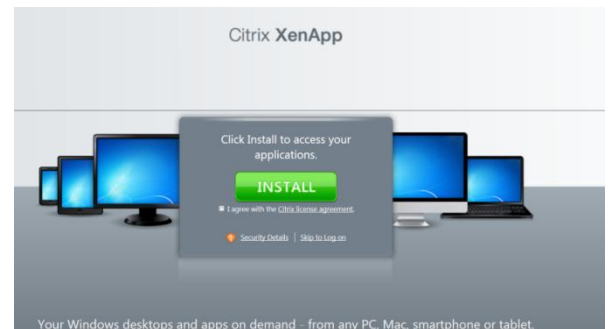 Citrix XenApp
Click Install to access your
applications.
INSTALL
I agree with the Citrix license agreement.
Security Details | Skip to Log on
Your Windows desktops and apps on demand - from any PC, Mac, smartphone or tablet.